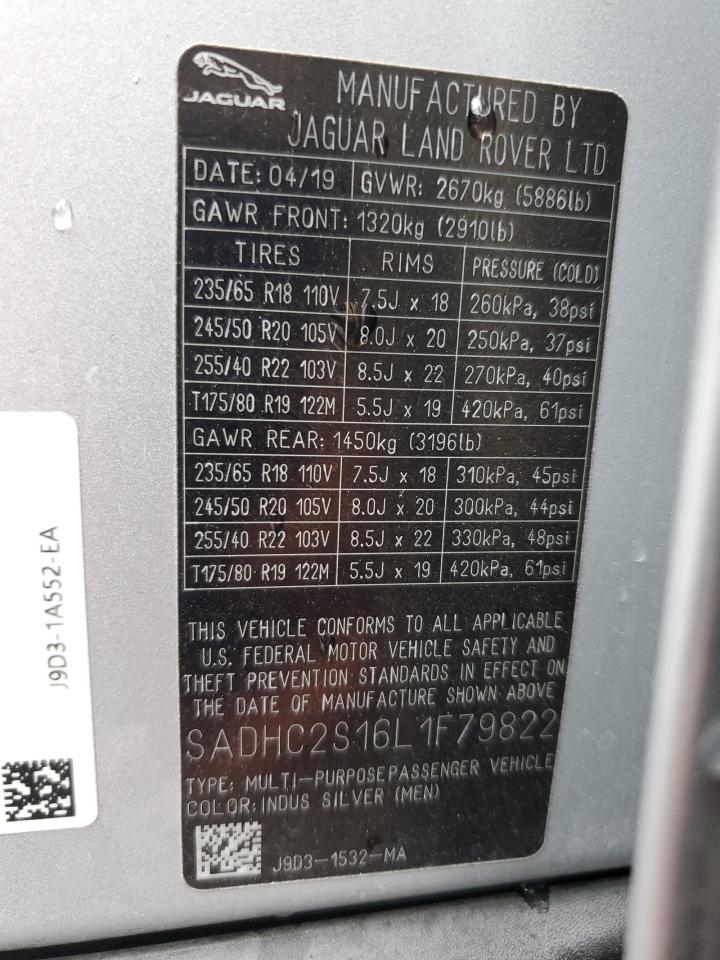 JAGUAR
MANUFACTURED BY
JAGUAR LAND ROVER LTD
DATE: 04/19 GVWR: 2670kg (5886lb)
GAWR FRONT: 1320kg (2910lb)
TIRES RIMS PRESSURE (COLD)
235/65 R18 110V 7.5J x 18 260kPa, 38psi
245/50 R20 105V 8.0J x 20 250kPa, 37psi
255/40 R22 103V 8.5J x 22 270kPa, 40psi
T175/80 R19 122M 5.5J x 19 420kPa, 61psi
GAWR REAR: 1450kg (3196lb)
235/65 R18 110V 7.5J x 18 310kPa, 45psi
245/50 R20 105V 8.0J x 20 300kPa, 44psi
255/40 R22 103V 8.5J x 22 330kPa, 48psi
T175/80 R19 122M 5.5J x 19 420kPa, 61psi
THIS VEHICLE CONFORMS TO ALL APPLICABLE
U.S. FEDERAL MOTOR VEHICLE SAFETY AND
THEFT PREVENTION STANDARDS IN EFFECT ON
THE DATE OF MANUFACTURE SHOWN ABOVE
SADHC2S16L1F79822
TYPE: MULTI-PURPOSE PASSENGER VEHICLE
COLOR: INDUS SILVER (MEN)
J9D3-1532-MA
J9D3-1A552-EA